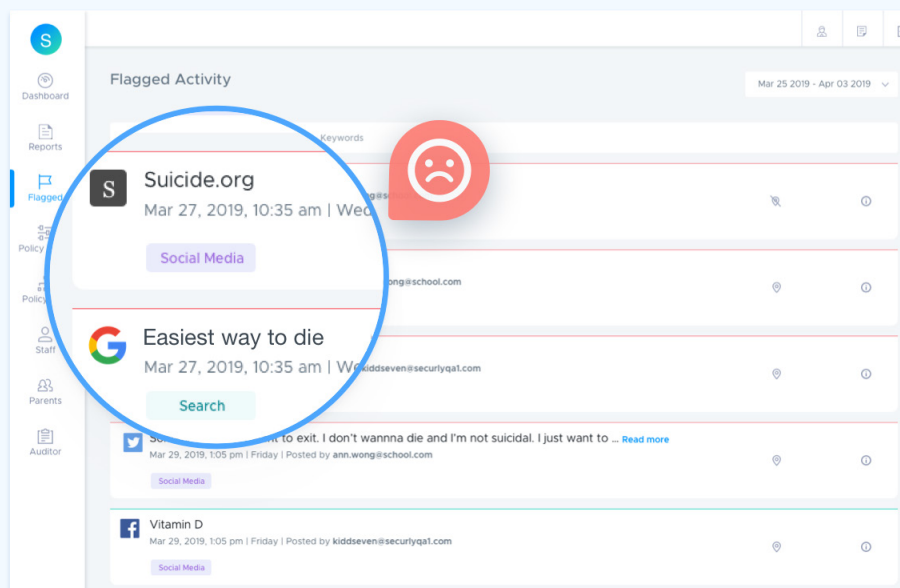 S
Dashboard
Reports
Flagged
Policy
Policy
Staff
Parents
Auditor
Flagged Activity
Mar 25 2019 - Apr 03 2019
Keywords
S
Suicide.org
Mar 27, 2019, 10:35 am | Wed
Social Media
ong@school.com
Easiest way to die
Mar 27, 2019, 10:35 am | We
kiddseven@securlyqa1.com
Search
to exit. I don't wannna die and I'm not suicidal. I just want to ... Read more
Mar 29, 2019, 1:05 pm | Friday | Posted by ann.wong@school.com
Social Media
Vitamin D
Mar 29, 2019, 1:05 pm | Friday | Posted by kiddseven@securlyqa1.com
Social Media